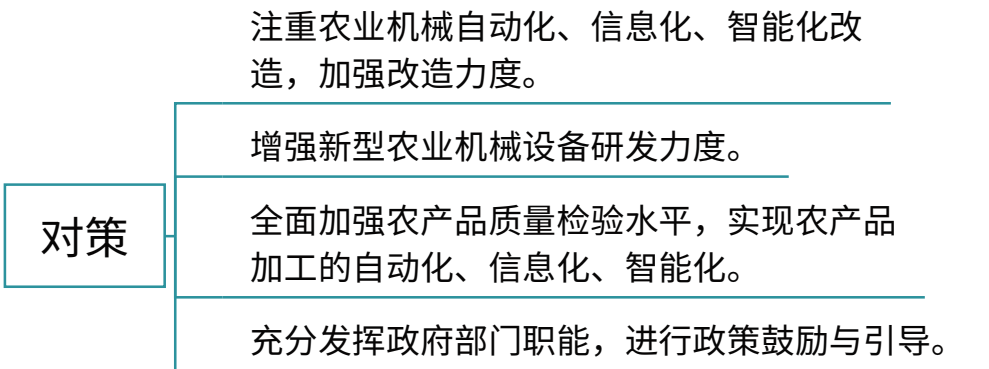 注重农业机械自动化、信息化、智能化改
造，加强改造力度。
增强新型农业机械设备研发力度。
对策
全面加强农产品质量检验水平，实现农产品
加工的自动化、信息化、智能化。
充分发挥政府部门职能，进行政策鼓励与引导。